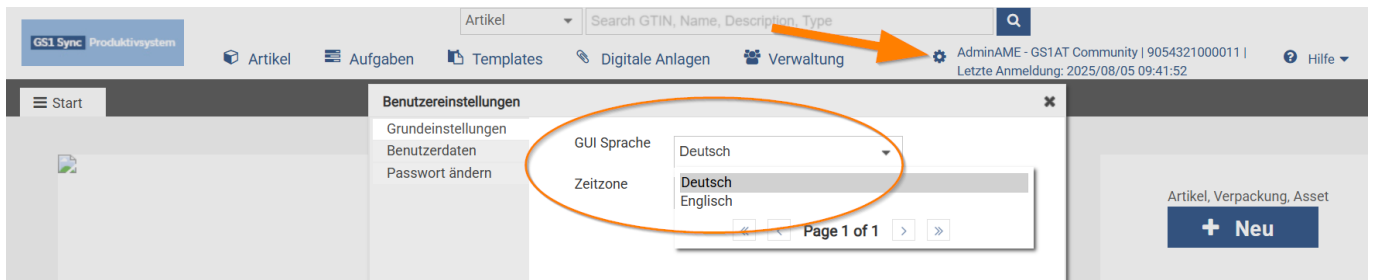 Artikel
Search GTIN, Name, Description, Type
GS1 Sync Produktivsystem
Artikel
Aufgaben
Templates
Digitale Anlagen
Verwaltung
AdminAME - GS1AT Community | 9054321000011 |
Letzte Anmeldung: 2025/08/05 09:41:52
Hilfe
Start
Benutzereinstellungen
Grundeinstellungen
Benutzerdaten
Passwort ändern
GUI Sprache
Deutsch
Zeitzone
Deutsch
Englisch
« < Page 1 of 1 > »
Artikel, Verpackung, Asset
+ Neu